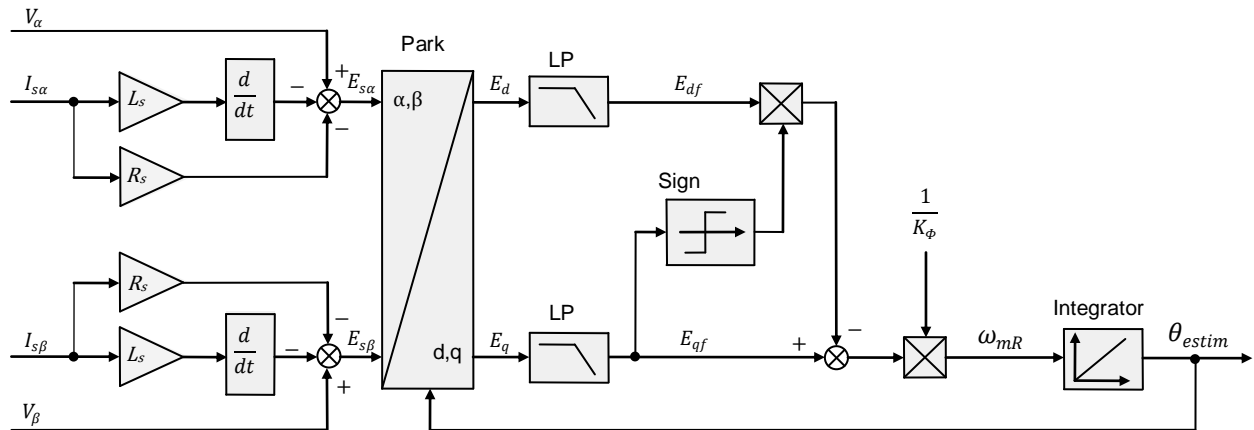 V_α
Park
LP
I_sα
L_s
d/dt
−
+
E_sα
−
α,β
E_d
E_df
R_s
Sign
1/K_Φ
R_s
−
LP
Integrator
I_sβ
L_s
d/dt
−
E_sβ
+
d,q
E_q
E_qf
+
−
ω_mR
θ_estim
V_β